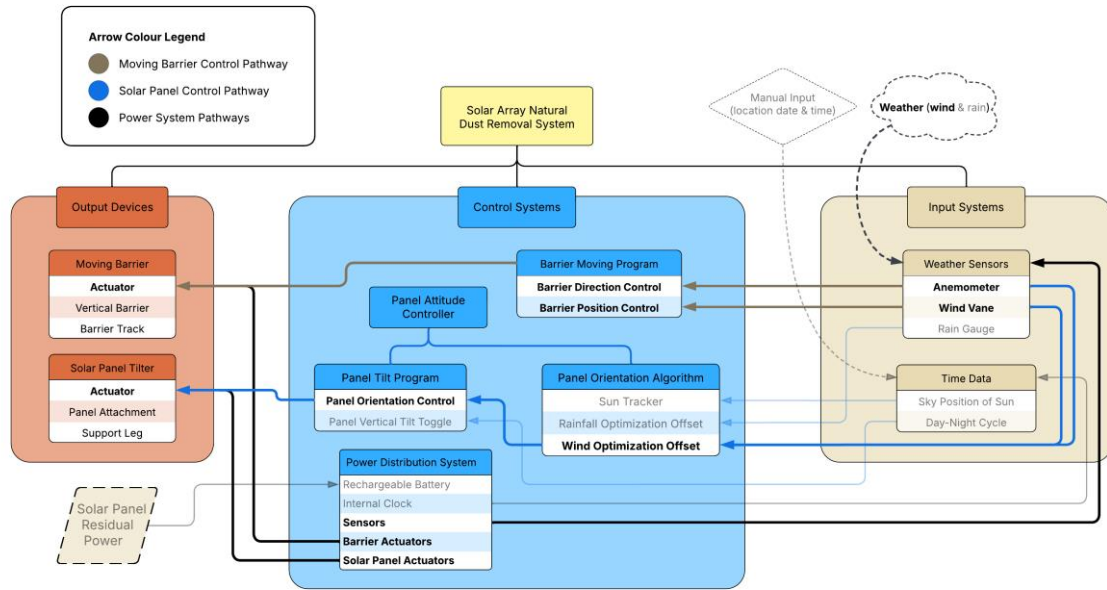 Arrow Colour Legend
Moving Barrier Control Pathway
Solar Panel Control Pathway
Power System Pathways
Solar Array Natural
Dust Removal System
Manual Input
(location date & time)
Weather (wind & rain)
Output Devices
Control Systems
Input Systems
Moving Barrier
Actuator
Vertical Barrier
Barrier Track
Barrier Moving Program
Barrier Direction Control
Barrier Position Control
Weather Sensors
Anemometer
Wind Vane
Rain Gauge
Panel Attitude
Controller
Solar Panel Tilter
Actuator
Panel Attachment
Support Leg
Panel Tilt Program
Panel Orientation Control
Panel Vertical Tilt Toggle
Panel Orientation Algorithm
Sun Tracker
Rainfall Optimization Offset
Wind Optimization Offset
Time Data
Sky Position of Sun
Day-Night Cycle
Power Distribution System
Rechargeable Battery
Internal Clock
Sensors
Barrier Actuators
Solar Panel Actuators
Solar Panel
Residual
Power